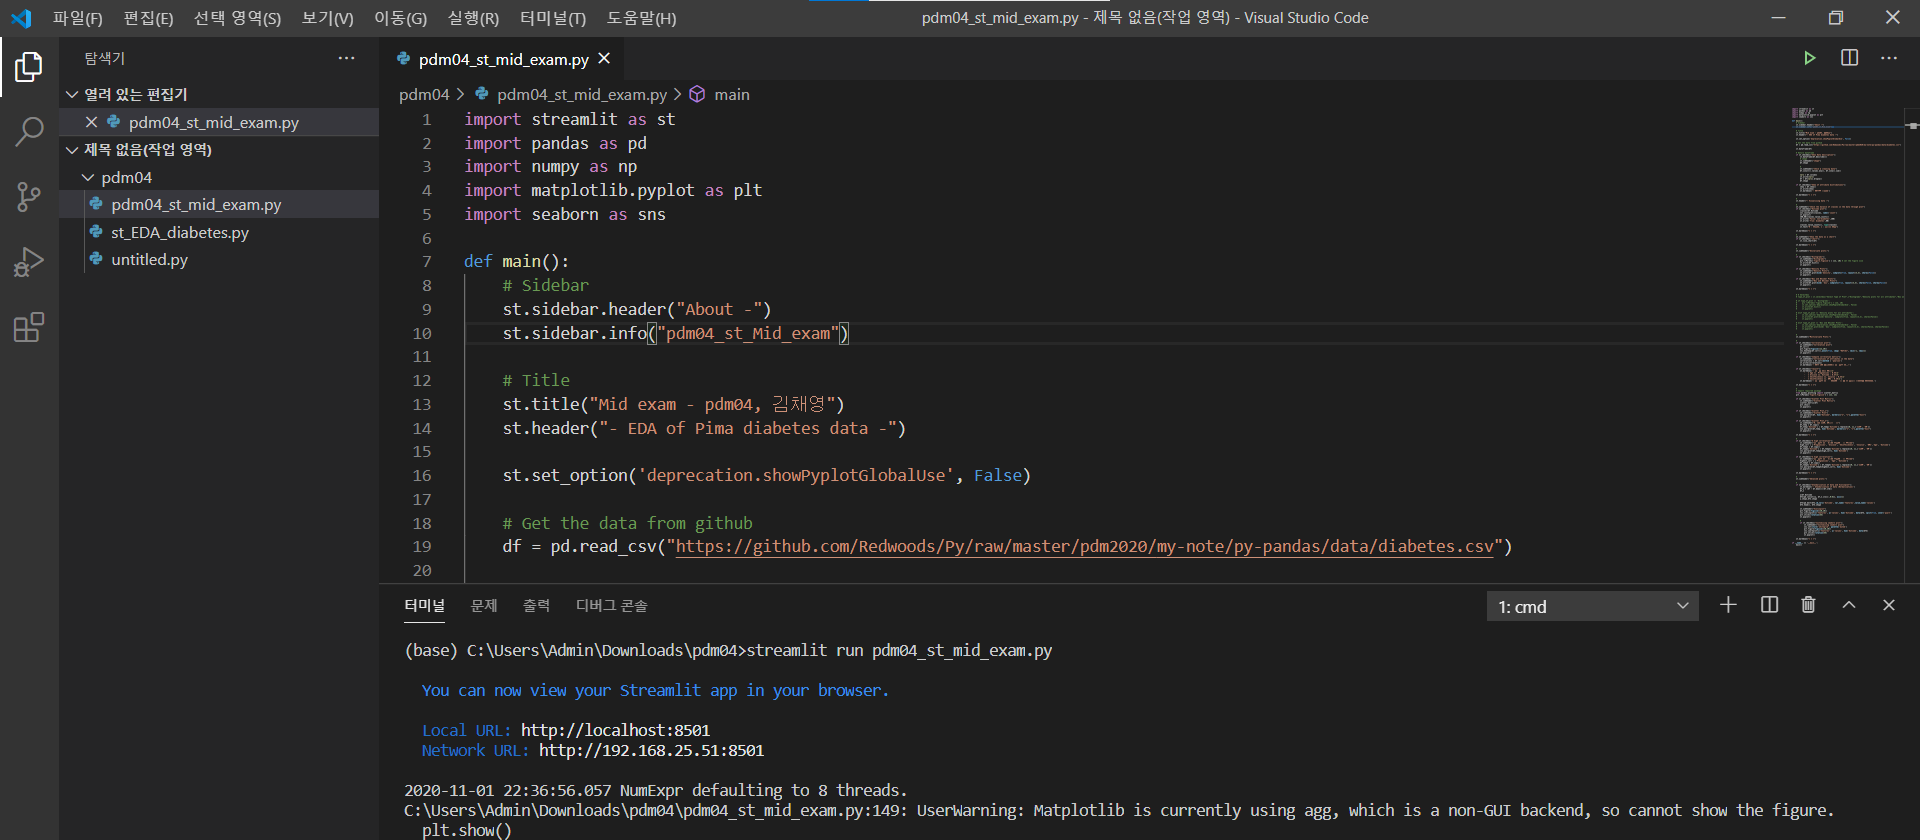 파일(F) 편집(E) 선택 영역(S) 보기(V) 이동(G) 실행(R) 터미널(T) 도움말(H) pdm04_st_mid_exam.py - 제목 없음(작업 영역) - Visual Studio Code
탐색기
열려 있는 편집기
pdm04_st_mid_exam.py
제목 없음(작업 영역)
pdm04
pdm04_st_mid_exam.py
st_EDA_diabetes.py
untitled.py
pdm04_st_mid_exam.py
pdm04 > pdm04_st_mid_exam.py > main
1 import streamlit as st
2 import pandas as pd
3 import numpy as np
4 import matplotlib.pyplot as plt
5 import seaborn as sns
6
7 def main():
8 # Sidebar
9 st.sidebar.header("About -")
10 st.sidebar.info("pdm04_st_Mid_exam")
11
12 # Title
13 st.title("Mid exam - pdm04, 김채영")
14 st.header("- EDA of Pima diabetes data -")
15
16 st.set_option('deprecation.showPyplotGlobalUse', False)
17
18 # Get the data from github
19 df = pd.read_csv("https://github.com/Redwoods/Py/raw/master/pdm2020/my-note/py-pandas/data/diabetes.csv")
20
터미널 문제 출력 디버그 콘솔 1: cmd
(base) C:\Users\Admin\Downloads\pdm04>streamlit run pdm04_st_mid_exam.py
You can now view your Streamlit app in your browser.
Local URL: http://localhost:8501
Network URL: http://192.168.25.51:8501
2020-11-01 22:36:56.057 NumExpr defaulting to 8 threads.
C:\Users\Admin\Downloads\pdm04\pdm04_st_mid_exam.py:149: UserWarning: Matplotlib is currently using agg, which is a non-GUI backend, so cannot show the figure.
plt.show()